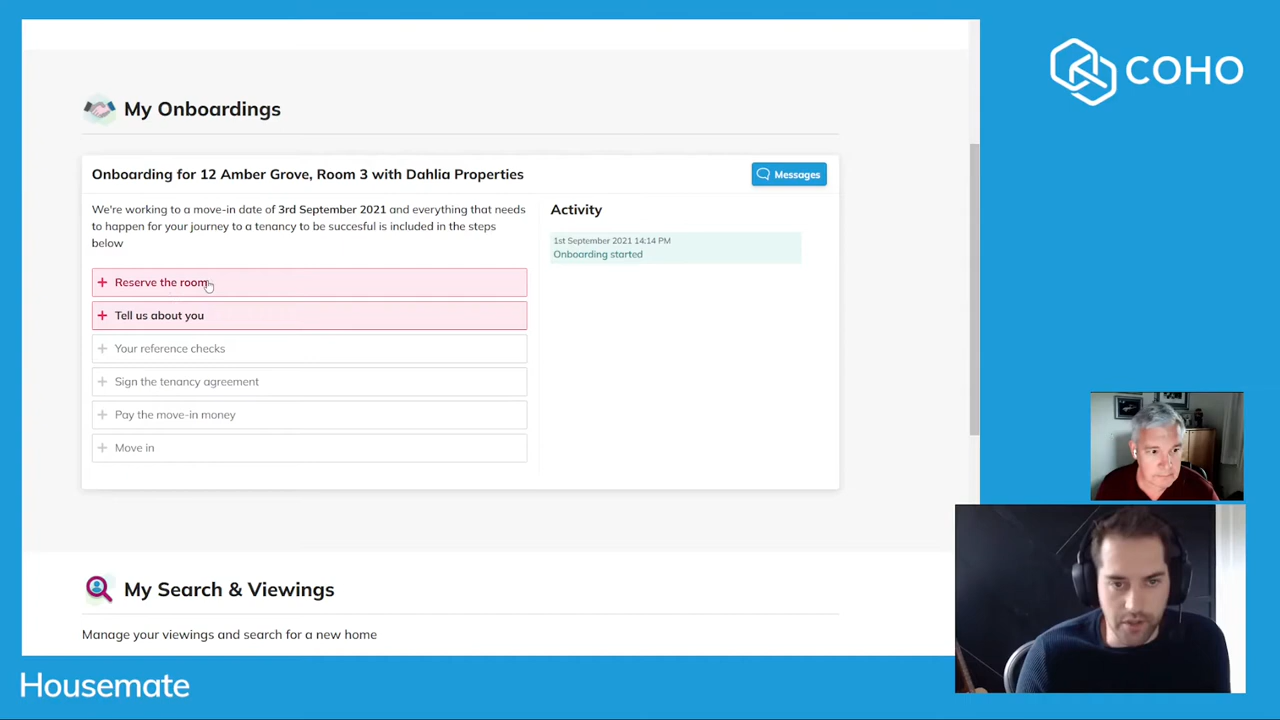 COHO
My Onboardings
Onboarding for 12 Amber Grove, Room 3 with Dahlia Properties
Messages
We're working to a move-in date of 3rd September 2021 and everything that needs
to happen for your journey to a tenancy to be succesful is included in the steps
below
Reserve the room
Tell us about you
Your reference checks
Sign the tenancy agreement
Pay the move-in money
Move in
Activity
1st September 2021 14:14 PM
Onboarding started
My Search & Viewings
Manage your viewings and search for a new home
Housemate